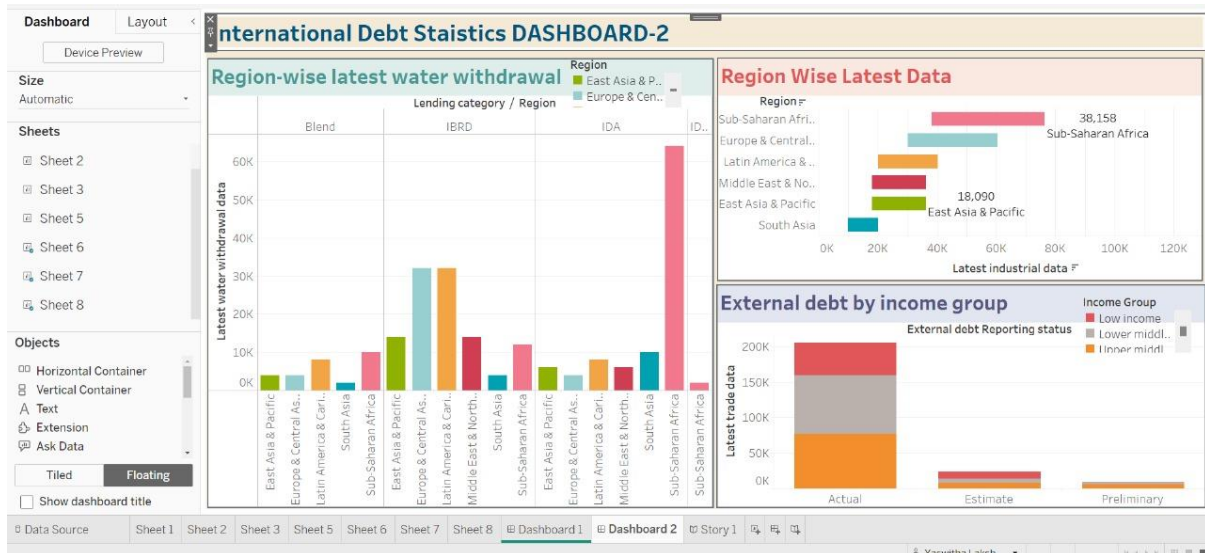 Dashboard
Layout
Device Preview
Size
Automatic
Sheets
Sheet 2
Sheet 3
Sheet 5
Sheet 6
Sheet 7
Sheet 8
Objects
Horizontal Container
Vertical Container
Text
Extension
Ask Data
Tiled
Floating
Show dashboard title
nternational Debt Staistics DASHBOARD-2
Region-wise latest water withdrawal
Region
East Asia & P..
Europe & Cen..
Lending category / Region
Blend
IBRD
IDA
ID..
Latest water withdrawal data
60K
50K
40K
30K
20K
10K
0K
East Asia & Pacific
Europe & Central As..
Latin America & Cari..
South Asia
Sub-Saharan Africa
East Asia & Pacific
Europe & Central As..
Latin America & Cari..
Middle East & North..
South Asia
Sub-Saharan Africa
East Asia & Pacific
Europe & Central As..
Latin America & Cari..
Middle East & North..
South Asia
Sub-Saharan Africa
Sub-Saharan Africa
Region Wise Latest Data
Region
Sub-Saharan Afri..
Europe & Central..
Latin America & ..
Middle East & No..
East Asia & Pacific
South Asia
38,158
Sub-Saharan Africa
18,090
East Asia & Pacific
0K
20K
40K
60K
80K
100K
120K
Latest industrial data
External debt by income group
Income Group
Low income
Lower middl..
Upper middl
External debt Reporting status
Latest trade data
200K
150K
100K
50K
0K
Actual
Estimate
Preliminary
Data Source
Sheet 1
Sheet 2
Sheet 3
Sheet 5
Sheet 6
Sheet 7
Sheet 8
Dashboard 1
Dashboard 2
Story 1